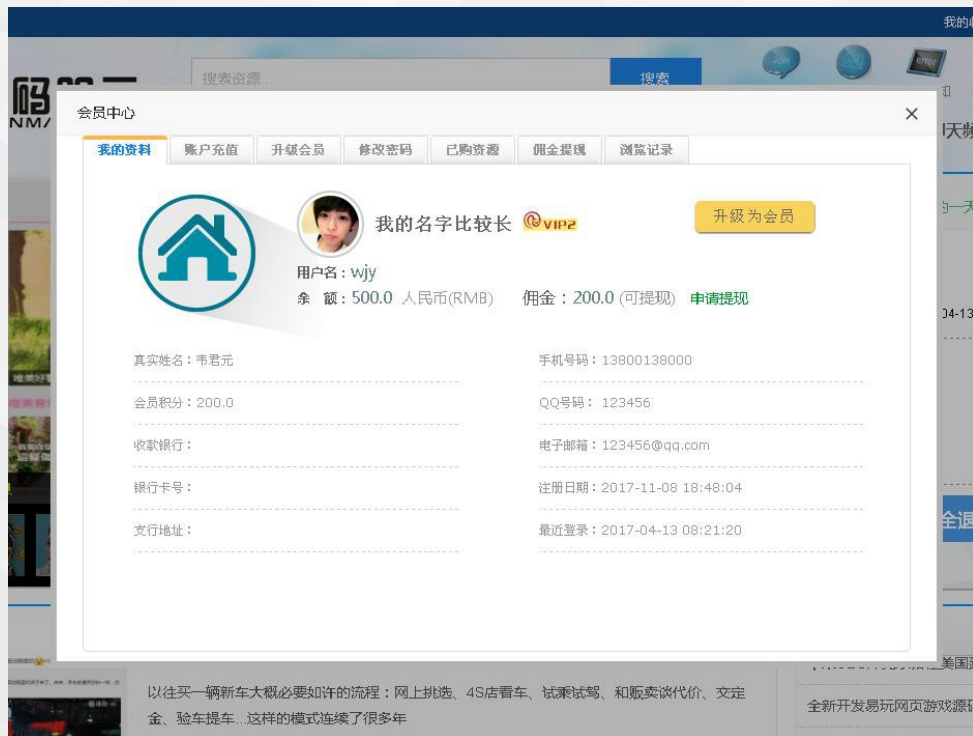 我的
搜索资源...
搜索
会员中心
×
我的资料 账户充值 升级会员 修改密码 已购资源 佣金提现 浏览记录
我的名字比较长 VIP2
升级为会员
用户名：wjy
余 额：500.0 人民币(RMB) 佣金：200.0 (可提现) 申请提现
真实姓名：韦君元
手机号码：13800138000
会员积分：200.0
QQ号码：123456
收款银行：
电子邮箱：123456@qq.com
银行卡号：
注册日期：2017-11-08 18:48:04
支行地址：
最近登录：2017-04-13 08:21:20
04-13
以往买一辆新车大概必要如许的流程：网上挑选、4S店看车、试乘试驾、和贩卖谈代价、交定
金、验车提车...这样的模式连续了很多年
全新开发易玩网页游戏源码